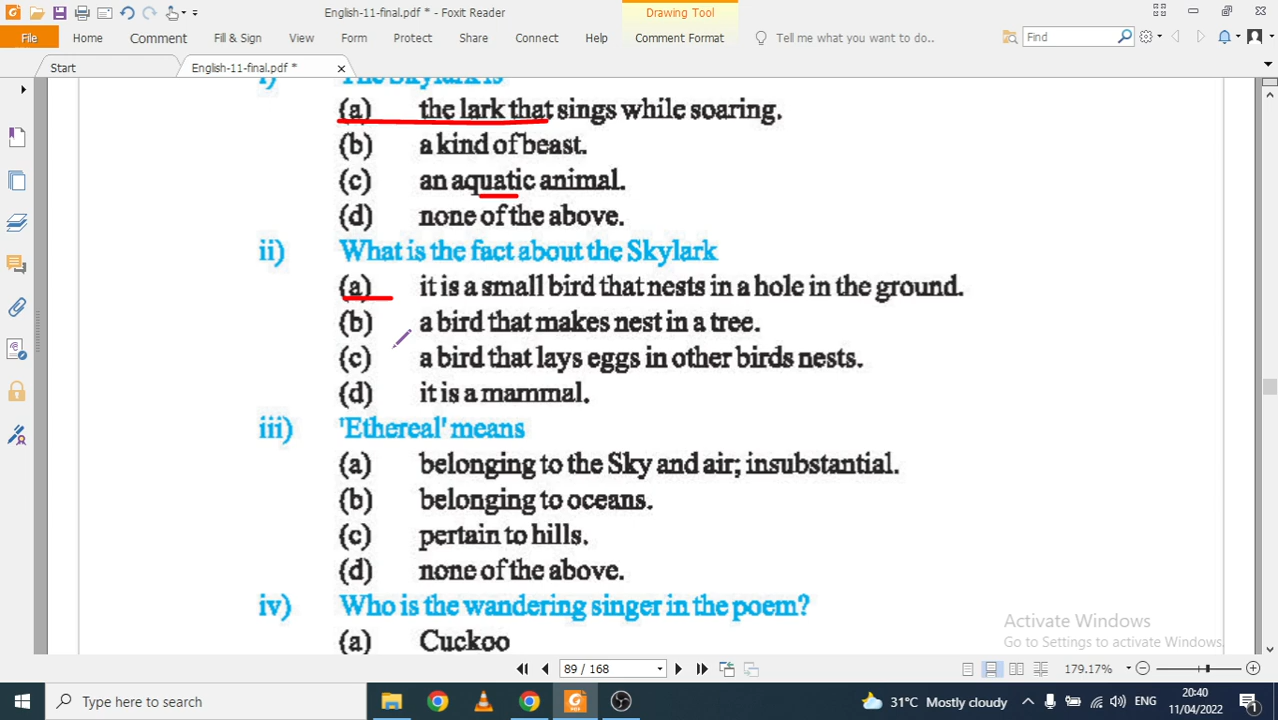 English-11-final.pdf * - Foxit Reader
Drawing Tool
File Home Comment Fill & Sign View Form Protect Share Connect Help Comment Format Tell me what you want to do.. Find
Start English-11-final.pdf *
i) The Skylark is
(a) the lark that sings while soaring.
(b) a kind of beast.
(c) an aquatic animal.
(d) none of the above.
ii) What is the fact about the Skylark
(a) it is a small bird that nests in a hole in the ground.
(b) a bird that makes nest in a tree.
(c) a bird that lays eggs in other birds nests.
(d) it is a mammal.
iii) 'Ethereal' means
(a) belonging to the Sky and air; insubstantial.
(b) belonging to oceans.
(c) pertain to hills.
(d) none of the above.
iv) Who is the wandering singer in the poem?
(a) Cuckoo
Activate Windows
Go to Settings to activate Windows.
89 / 168 179.17%
Type here to search 31°C Mostly cloudy ENG 20:40
11/04/2022 1